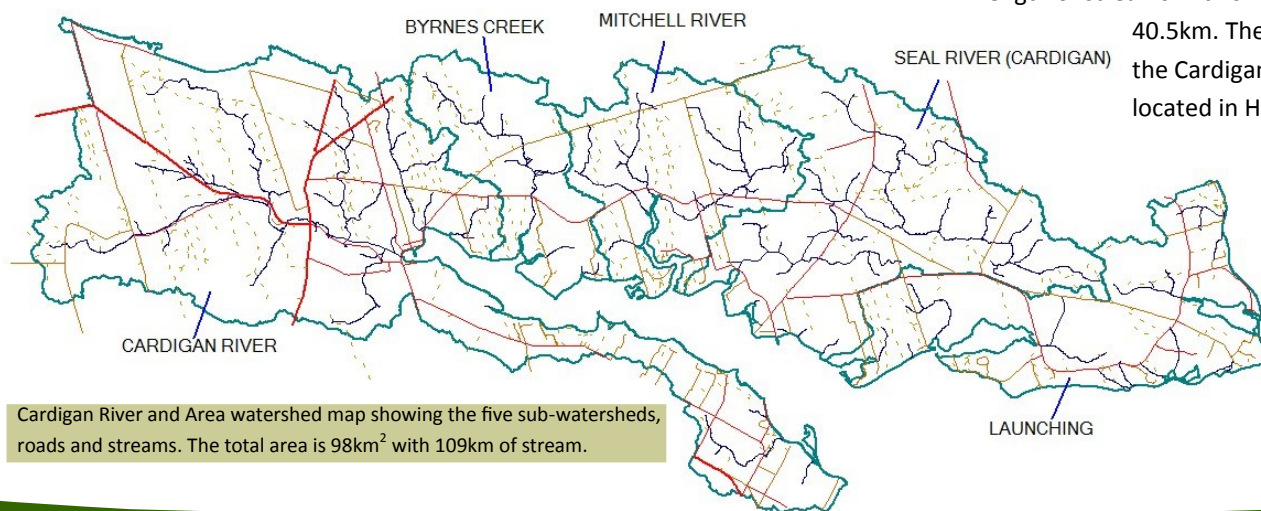 40.5km. The
the Cardigan
located in H
BYRNES CREEK
MITCHELL RIVER
SEAL RIVER (CARDIGAN)
CARDIGAN RIVER
LAUNCHING
Cardigan River and Area watershed map showing the five sub-watersheds,
roads and streams. The total area is 98km² with 109km of stream.